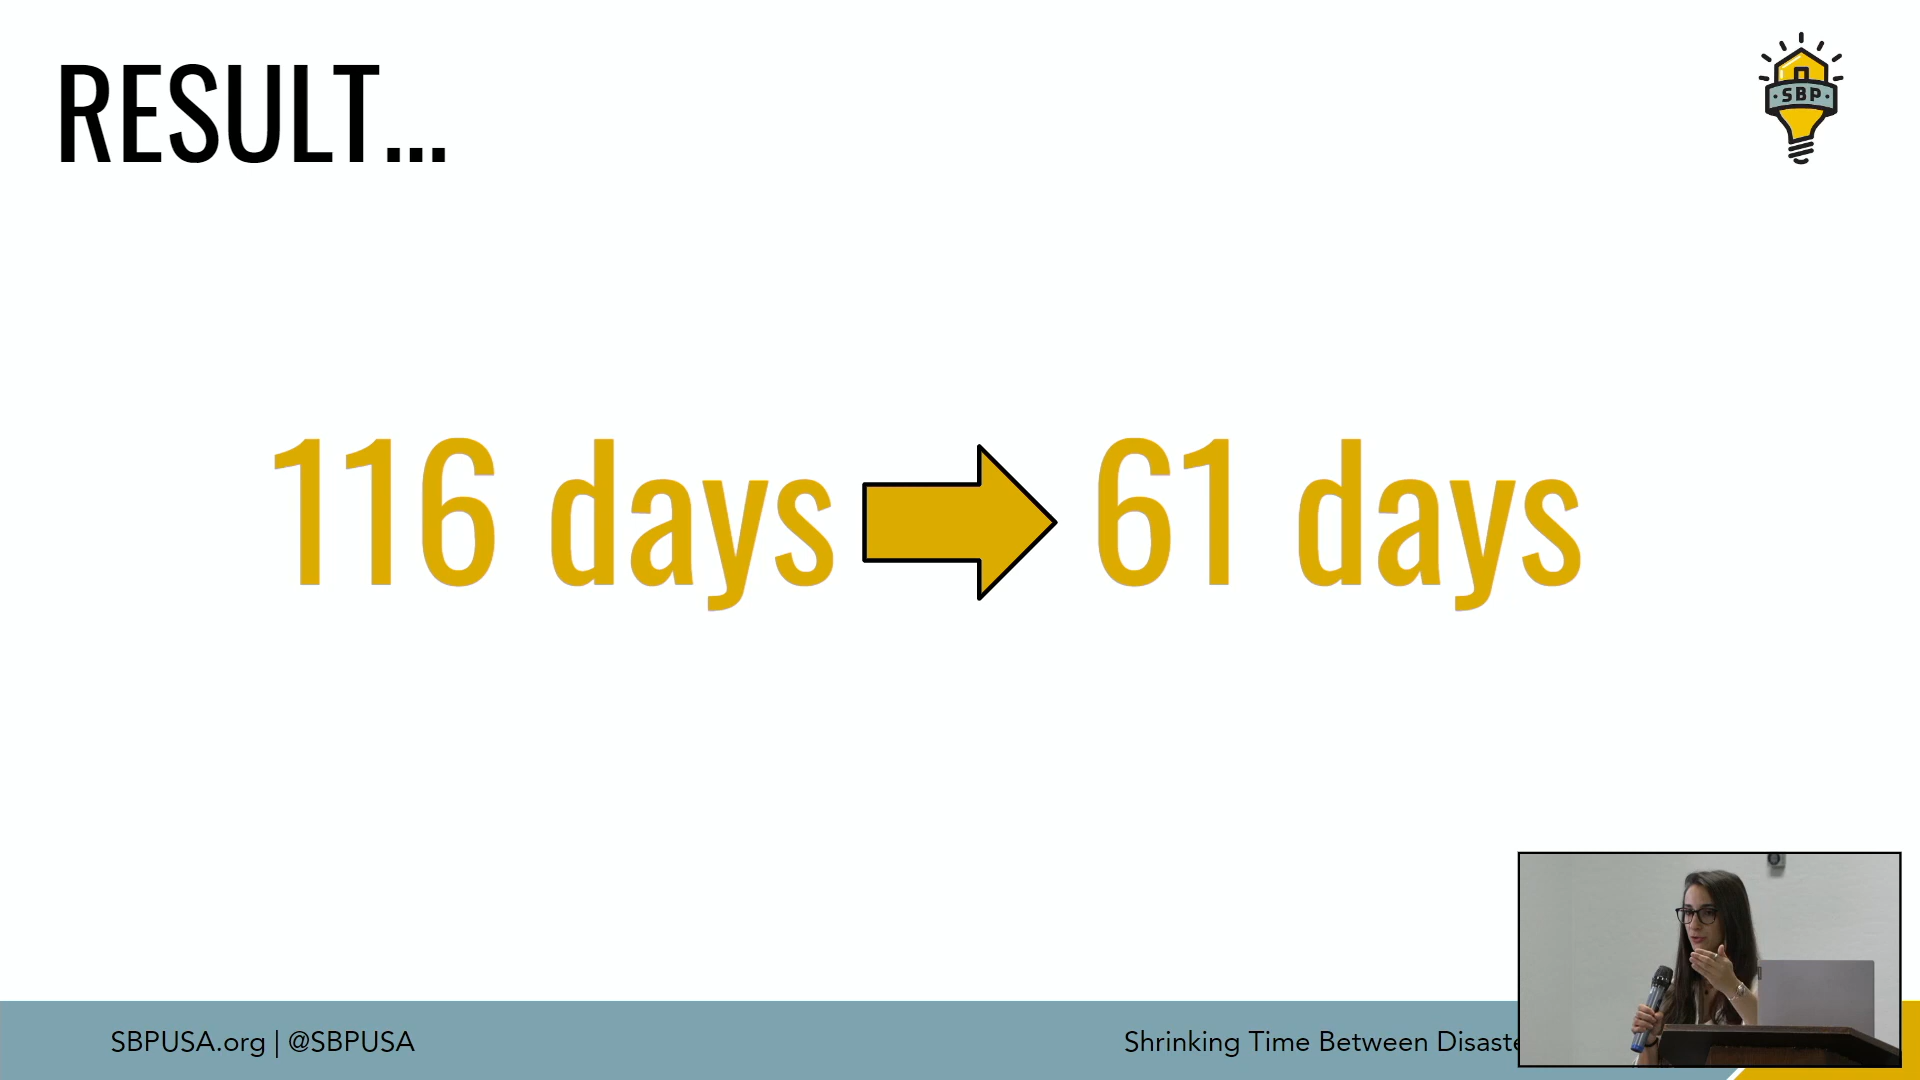 RESULT...
SBP
116 days
61 days
SBPUSA.org | @SBPUSA
Shrinking Time Between Disaste